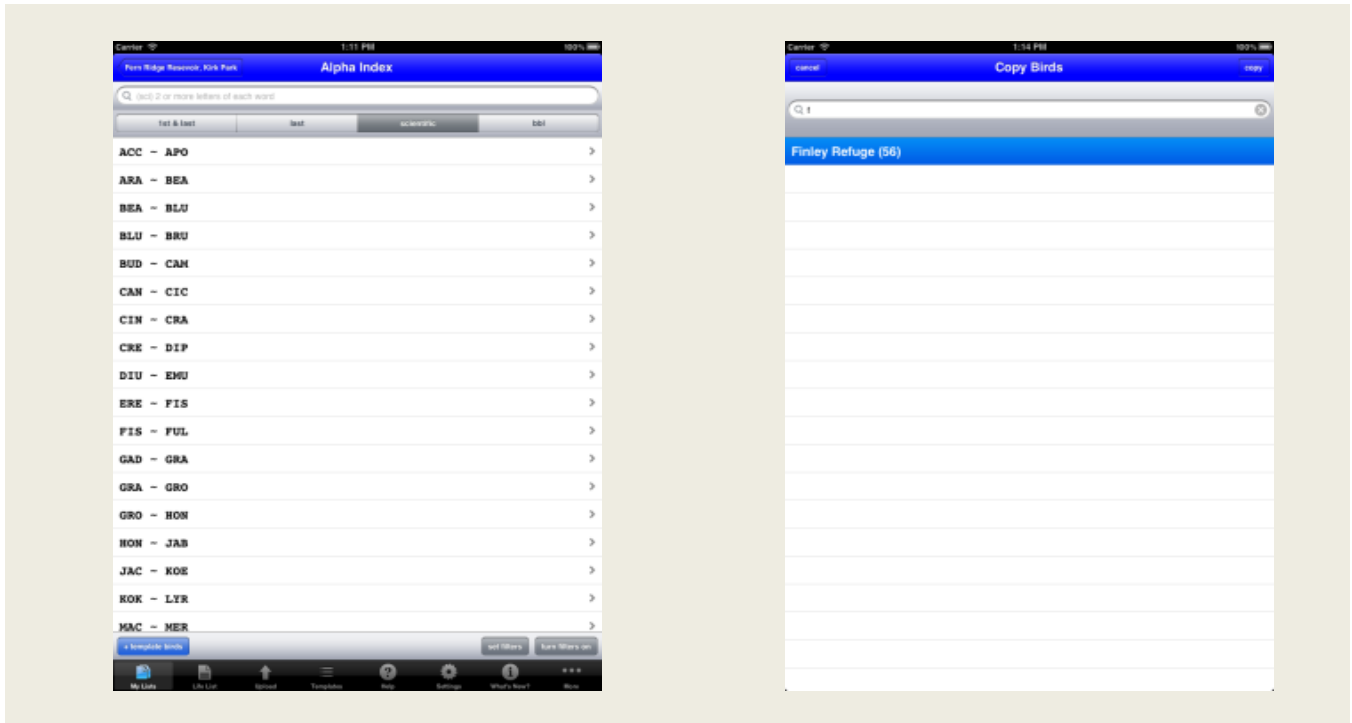 Carrier 1:11 PM 100%
Fern Ridge Resevoir, Kirk Park Alpha Index
(sci) 2 or more letters of each word
1st & last last scientific bbl
ACC - APO
ARA - BEA
BEA - BLU
BLU - BRU
BUD - CAM
CAN - CIC
CIN - CRA
CRE - DIP
DIU - EMU
ERE - FIS
FIS - FUL
GAD - GRA
GRA - GRO
GRO - HON
HON - JAB
JAC - KOE
KOK - LYR
MAC - MER
+ template birds set filters turn filters on
My Lists Life List Upload Templates Help Settings What's New? More
Carrier 1:14 PM 100%
cancel Copy Birds copy
f
Finley Refuge (56)